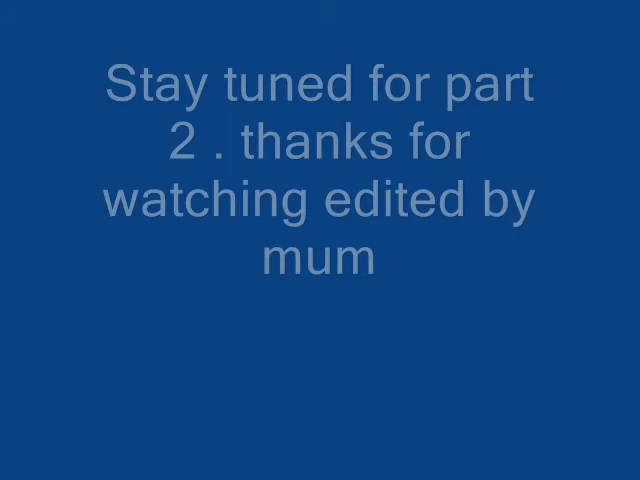 Stay tuned for part
2 . thanks for
watching edited by
mum